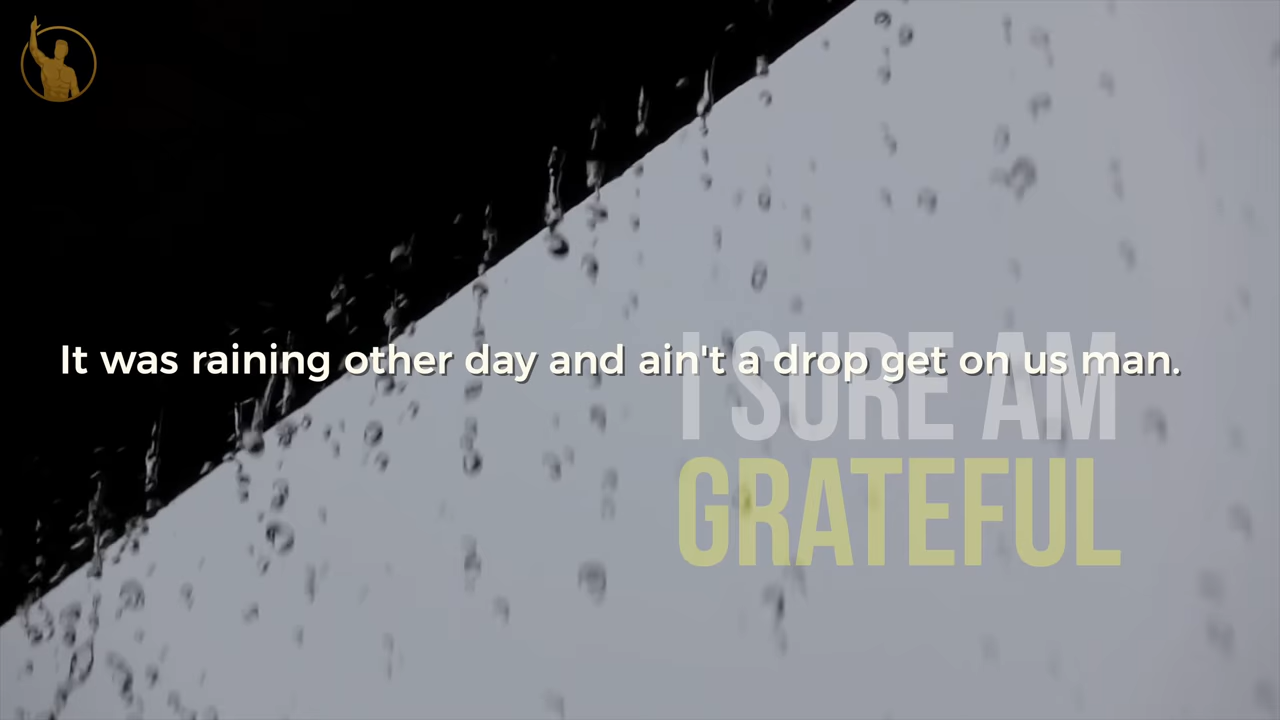 It was raining other day and ain't a drop get on us man.
I SURE AM
GRATEFUL